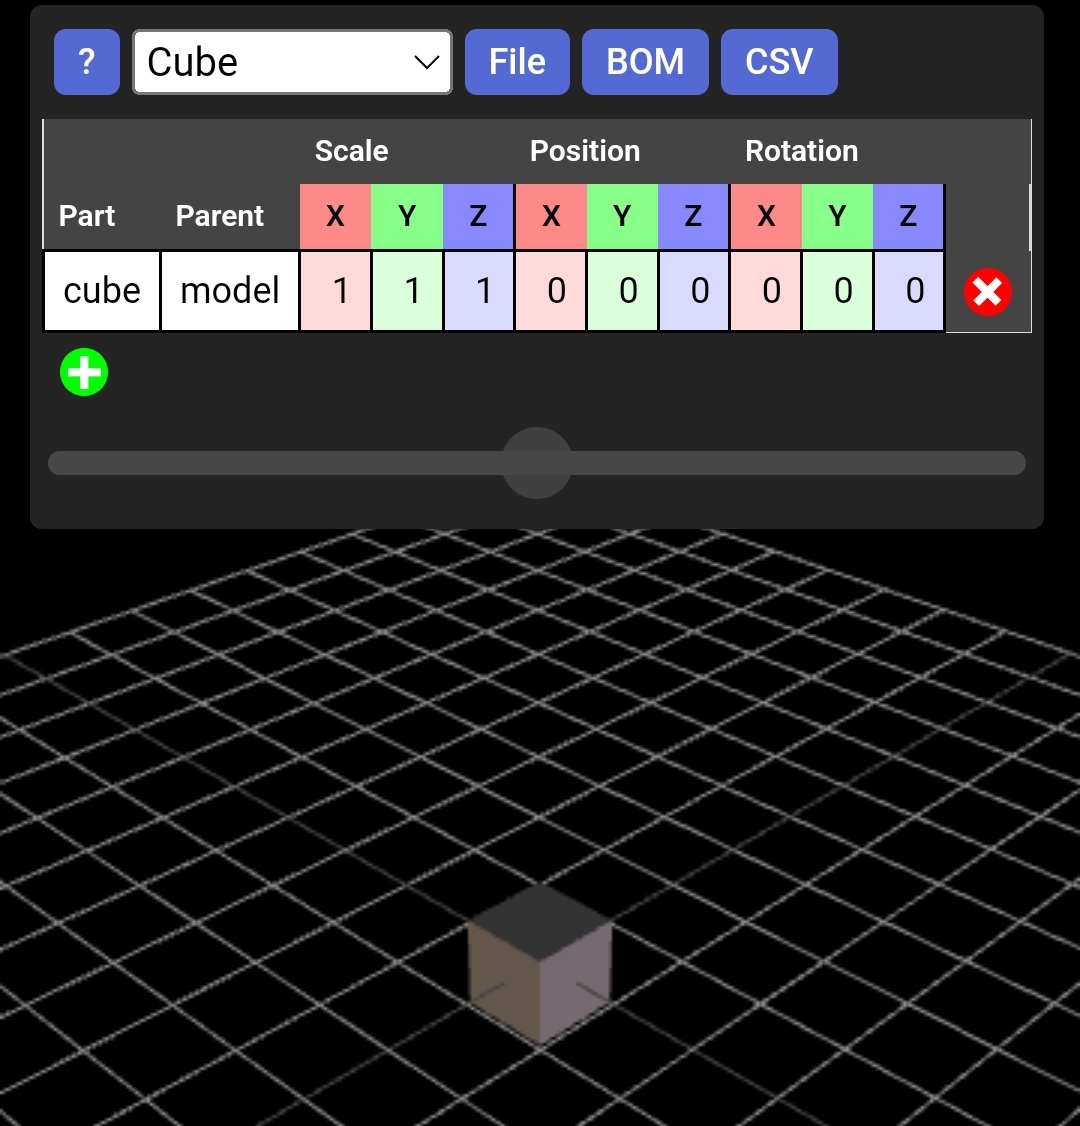 ? Cube File BOM CSV
Scale Position Rotation
Part Parent X Y Z X Y Z X Y Z
cube model 1 1 1 0 0 0 0 0 0